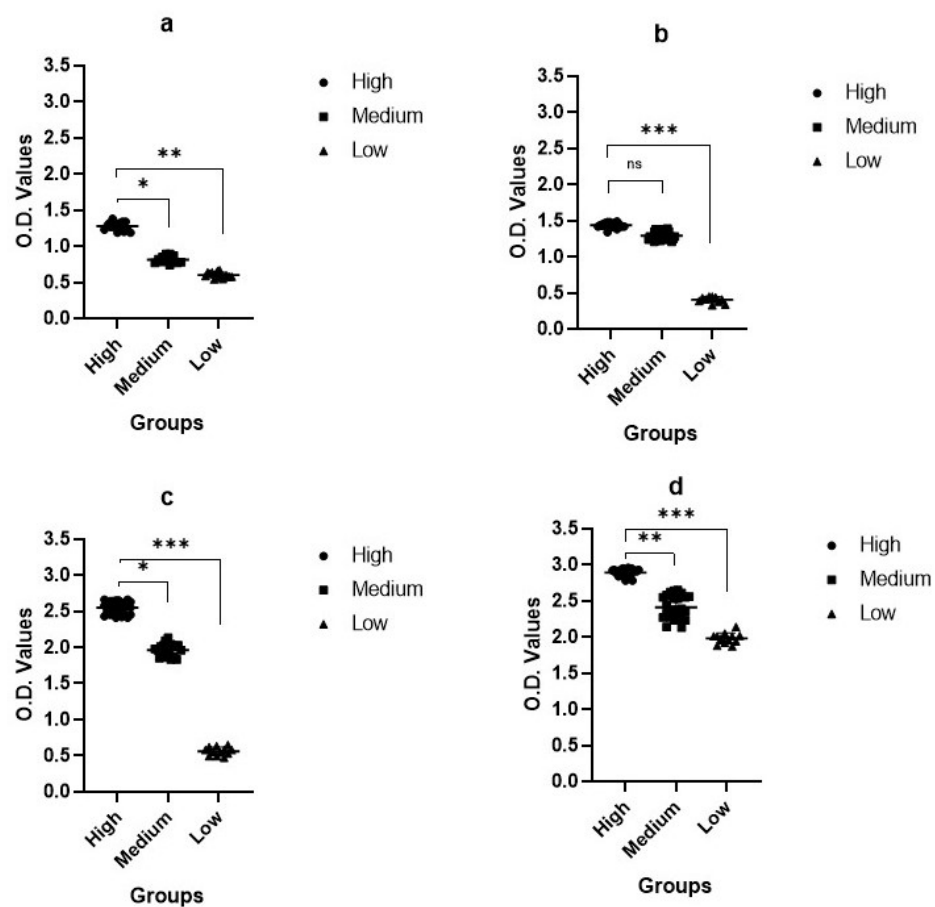 a
3.5
3.0
2.5
2.0
1.5
1.0
0.5
0.0
O.D. Values
**
*
High
Medium
Low
Groups
High
Medium
Low
b
3.5
3.0
2.5
2.0
1.5
1.0
0.5
0.0
O.D. Values
***
ns
High
Medium
Low
Groups
High
Medium
Low
c
3.5
3.0
2.5
2.0
1.5
1.0
0.5
0.0
O.D. Values
***
*
High
Medium
Low
Groups
High
Medium
Low
d
3.5
3.0
2.5
2.0
1.5
1.0
0.5
0.0
O.D. Values
***
**
High
Medium
Low
Groups
High
Medium
Low